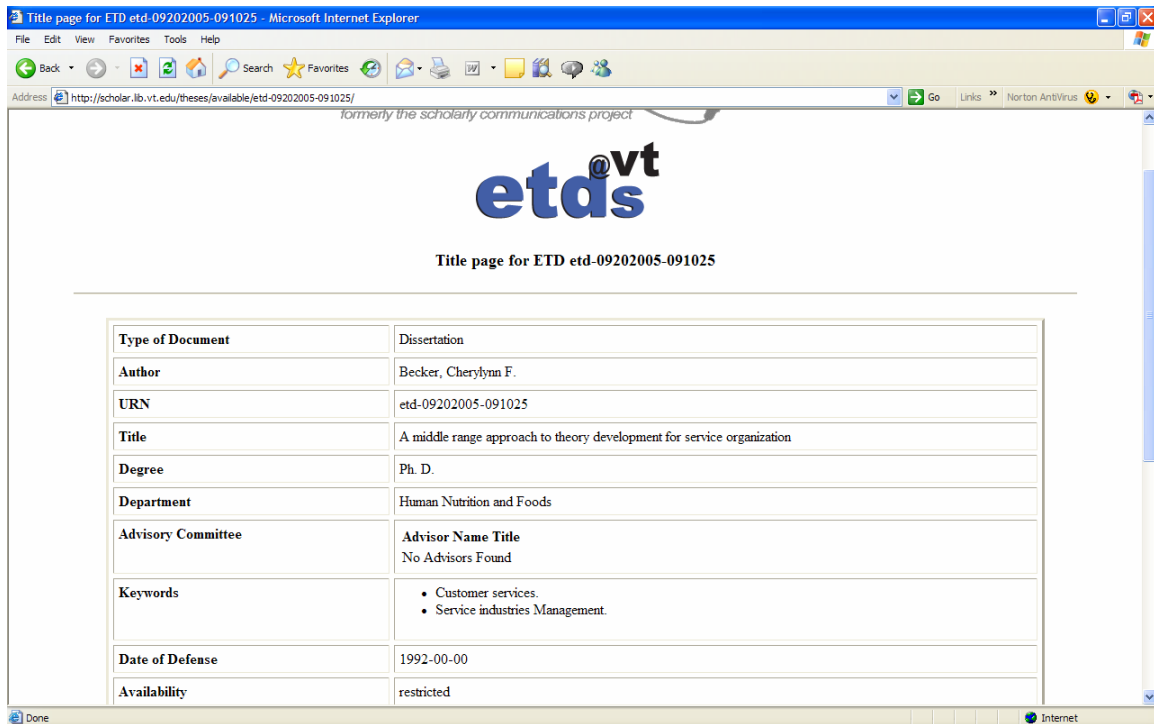 Title page for ETD etd-09202005-091025 - Microsoft Internet Explorer
File Edit View Favorites Tools Help
Back Search Favorites
Address http://scholar.lib.vt.edu/theses/available/etd-09202005-091025/ Go Links » Norton AntiVirus
formerly the scholarly communications project
etds@vt
Title page for ETD etd-09202005-091025
Type of Document Dissertation
Author Becker, Cherylynn F.
URN etd-09202005-091025
Title A middle range approach to theory development for service organization
Degree Ph. D.
Department Human Nutrition and Foods
Advisory Committee Advisor Name Title
No Advisors Found
Keywords • Customer services.
• Service industries Management.
Date of Defense 1992-00-00
Availability restricted
Done Internet